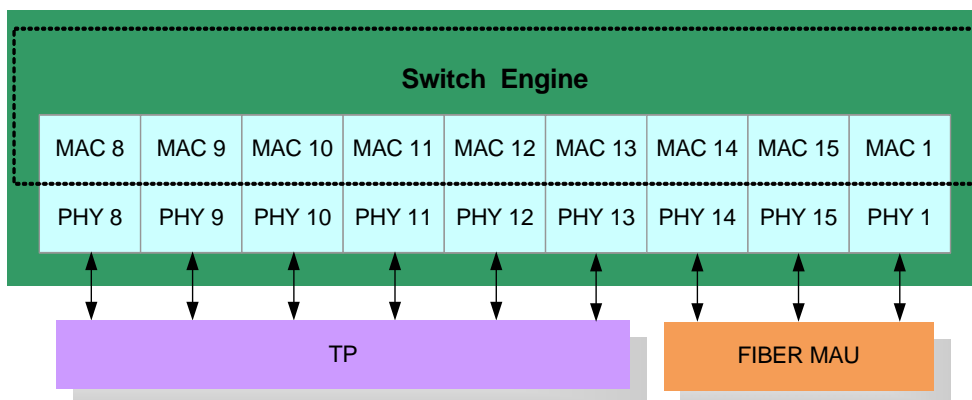 Switch Engine
MAC 8 MAC 9 MAC 10 MAC 11 MAC 12 MAC 13 MAC 14 MAC 15 MAC 1
PHY 8 PHY 9 PHY 10 PHY 11 PHY 12 PHY 13 PHY 14 PHY 15 PHY 1
TP FIBER MAU